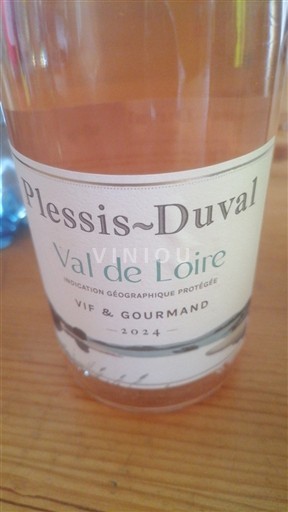 Plessis~Duval
VINIOU
Val de Loire
INDICATION GÉOGRAPHIQUE PROTÉGÉE
VIF & GOURMAND
- 2024 -